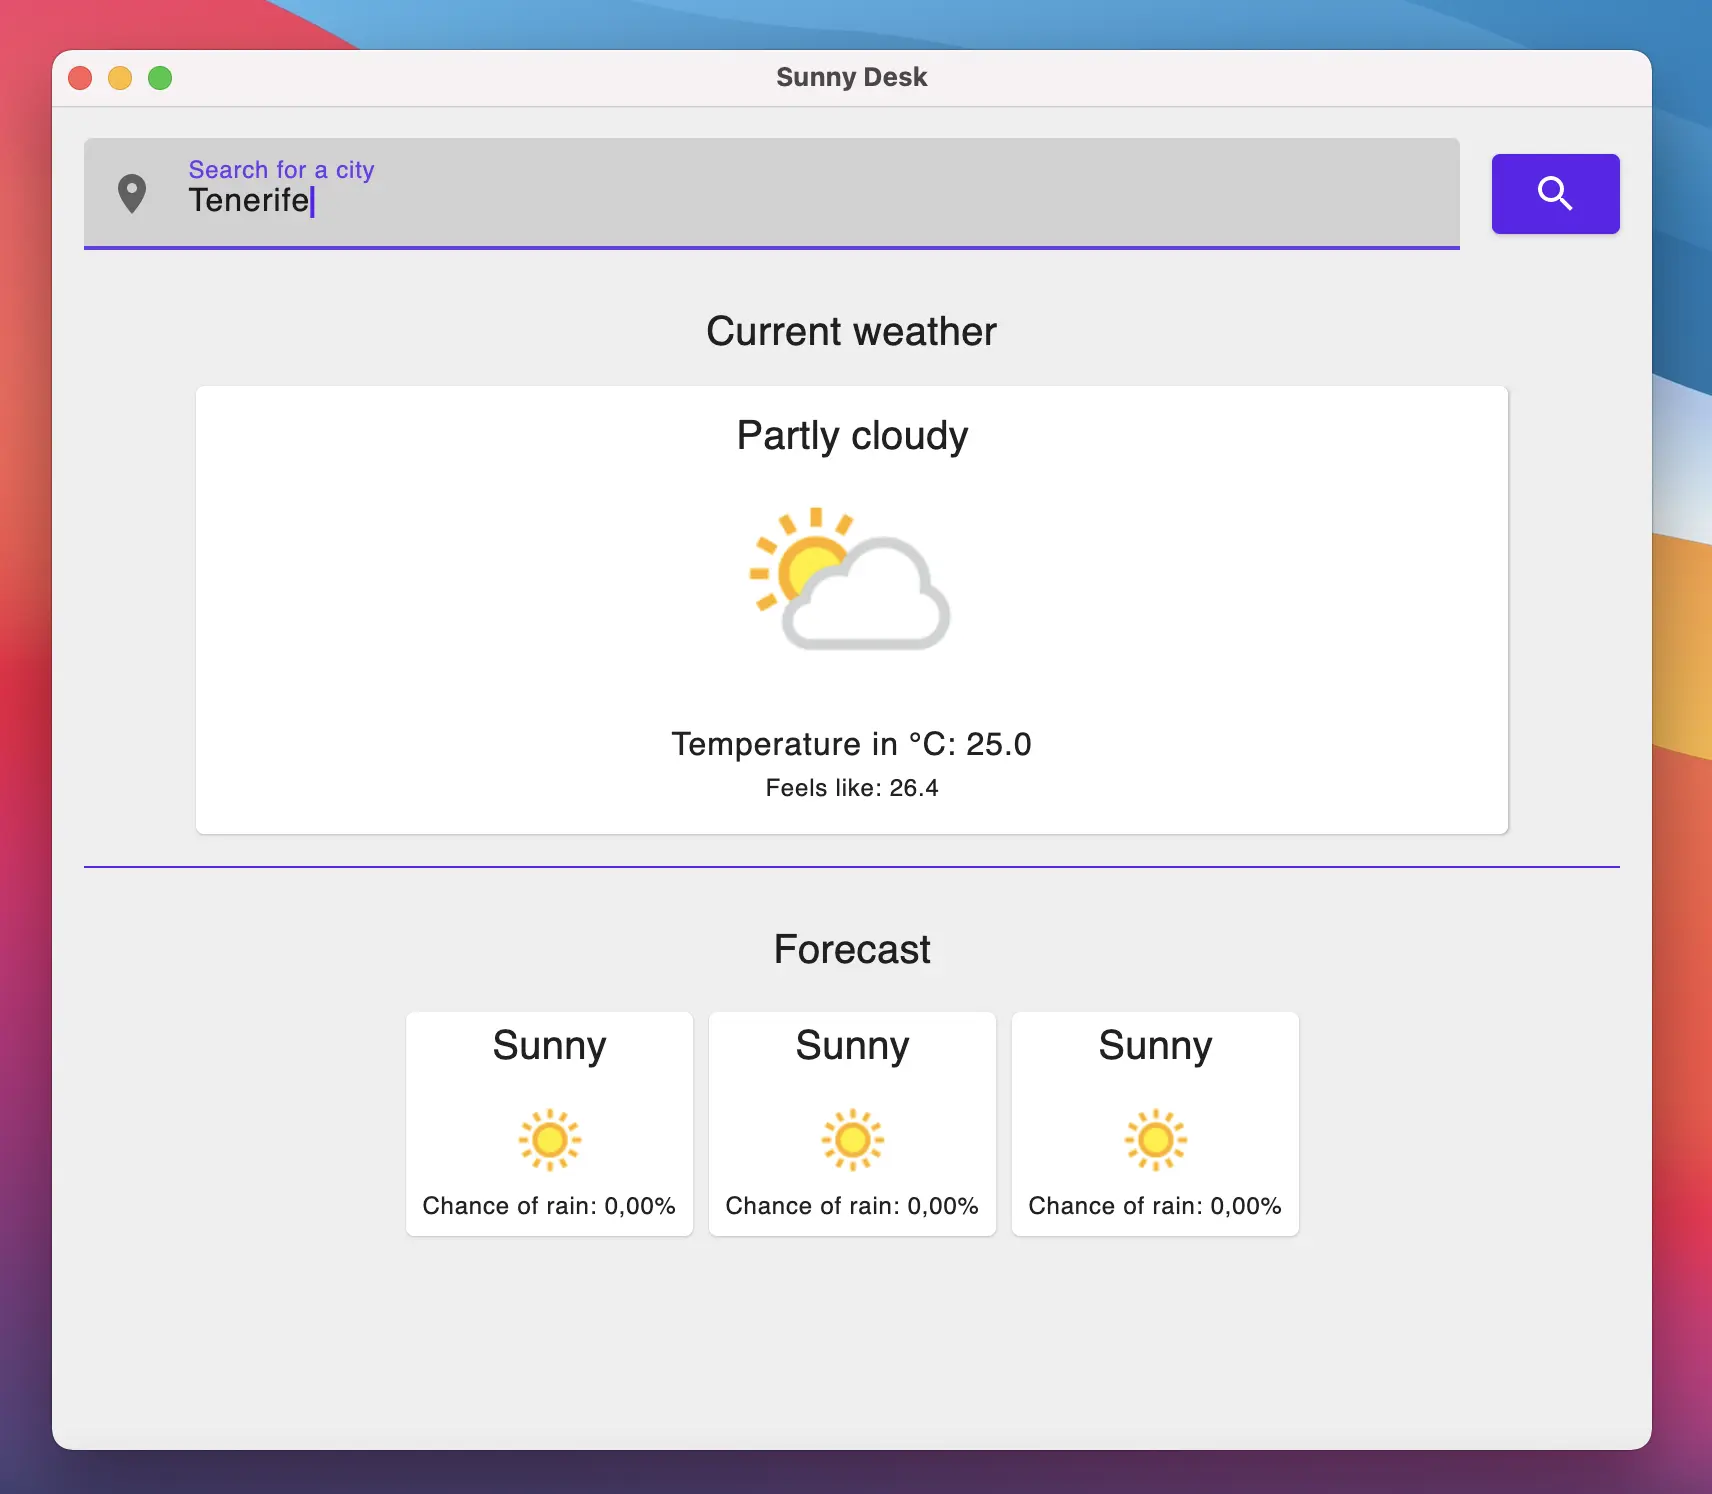 Sunny Desk
Search for a city
Tenerife
Current weather
Partly cloudy
Temperature in °C: 25.0
Feels like: 26.4
Forecast
Sunny
Chance of rain: 0,00%
Sunny
Chance of rain: 0,00%
Sunny
Chance of rain: 0,00%